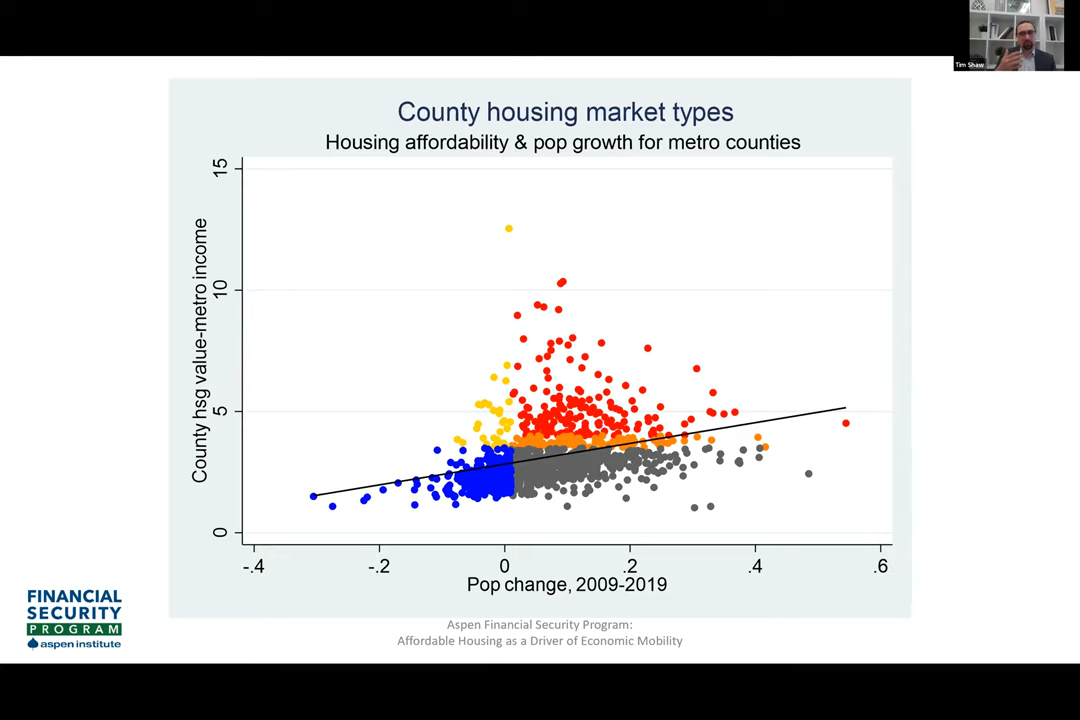 Tim Shaw
County housing market types
Housing affordability & pop growth for metro counties
County hsg value-metro income
15
10
5
0
-.4
-.2
0
.2
.4
.6
Pop change, 2009-2019
FINANCIAL
SECURITY
PROGRAM
aspen institute
Aspen Financial Security Program:
Affordable Housing as a Driver of Economic Mobility